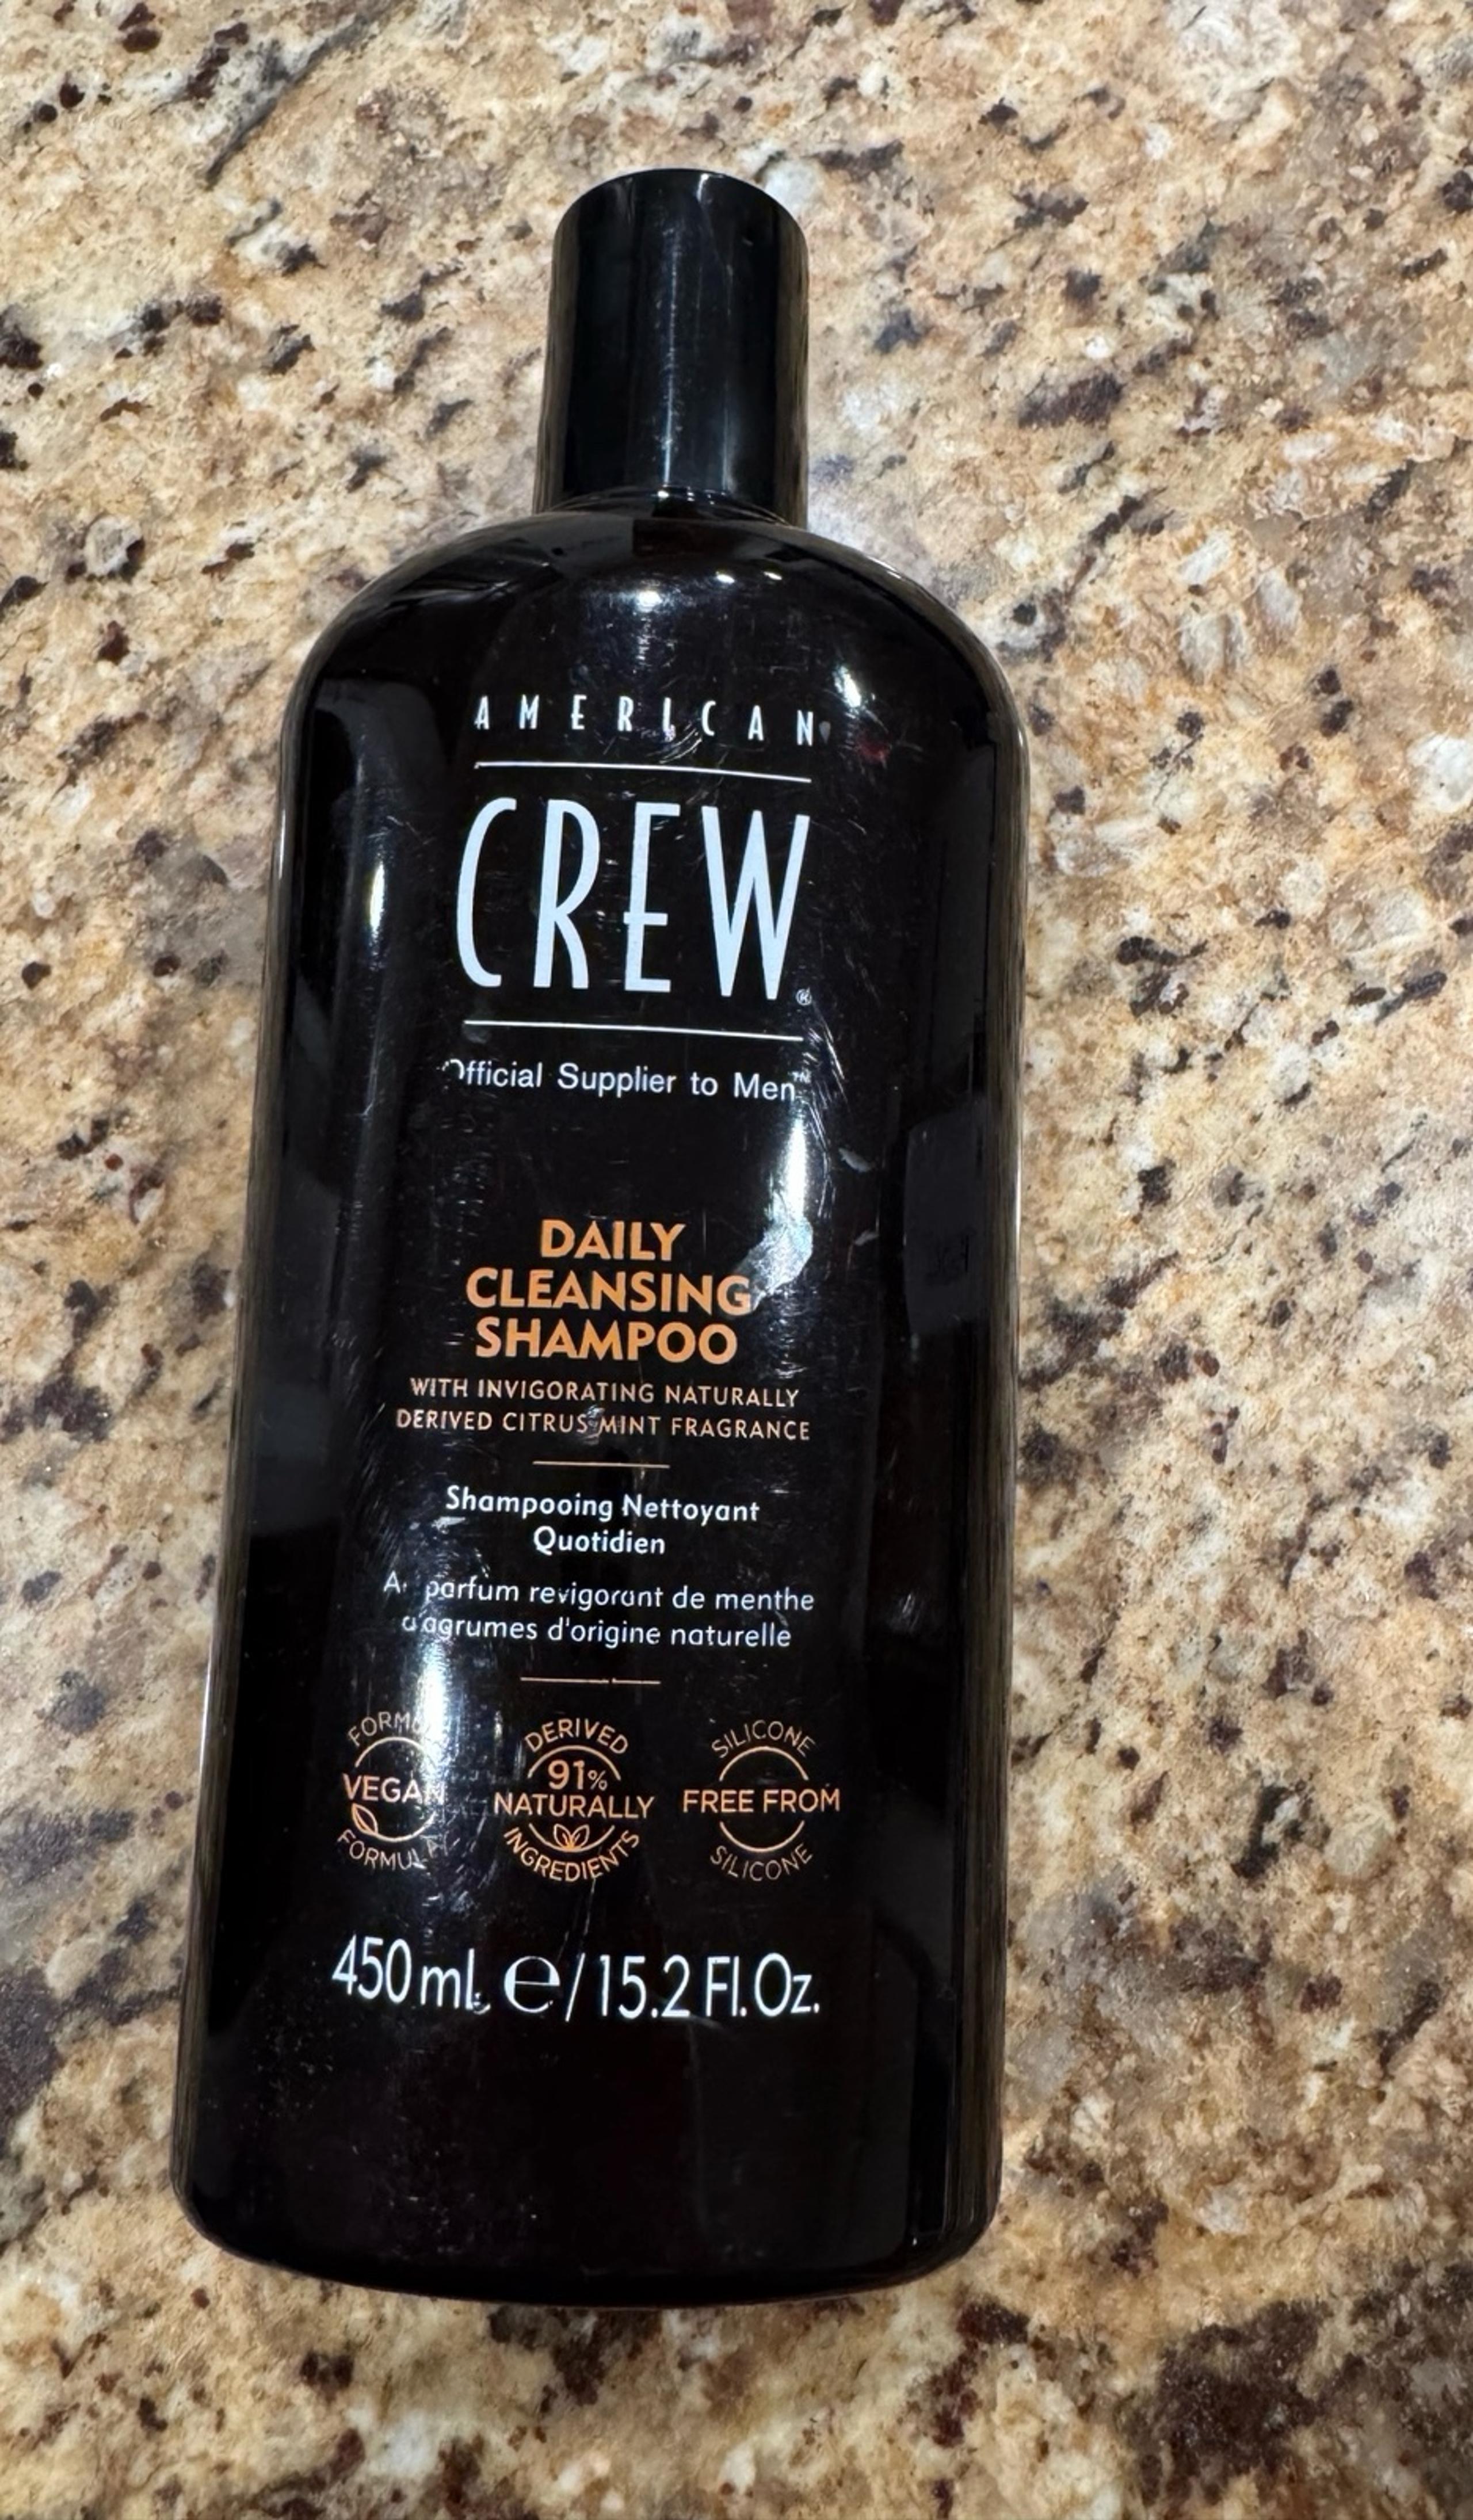 AMERICAN
CREW®
Official Supplier to Men™
DAILY
CLEANSING
SHAMPOO
WITH INVIGORATING NATURALLY
DERIVED CITRUS MINT FRAGRANCE
Shampooing Nettoyant
Quotidien
parfum revigorant de menthe
d'agrumes d'origine naturelle
VEGAN
FORMULA
DERIVED
91%
NATURALLY
INGREDIENTS
SILICONE
FREE FROM
SILICONE
450 mL ℮/15.2 Fl.Oz.